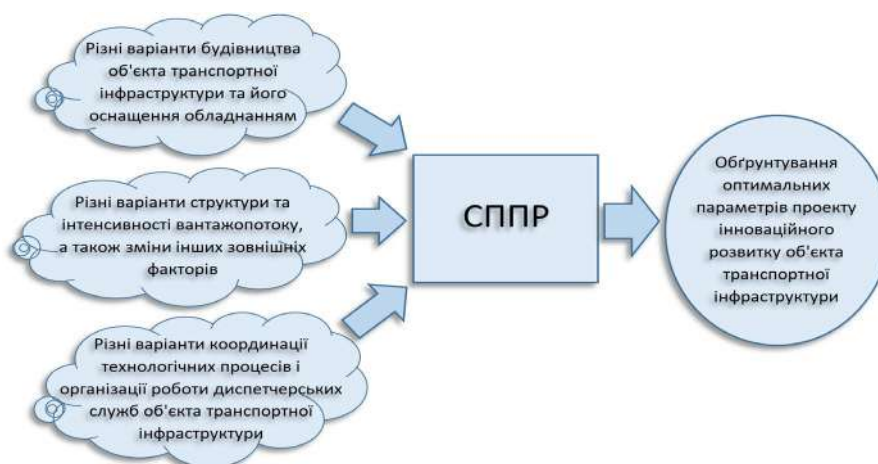 Різні варіанти будівництва
об'єкта транспортної
інфраструктури та його
оснащення обладнанням
Різні варіанти структури та
інтенсивності вантажопотоку,
а також зміни інших зовнішніх
факторів
Різні варіанти координації
технологічних процесів і
організації роботи диспетчерських
служб об'єкта транспортної
інфраструктури
СППР
Обґрунтування
оптимальних
параметрів проекту
інноваційного
розвитку об'єкта
транспортної
інфраструктури